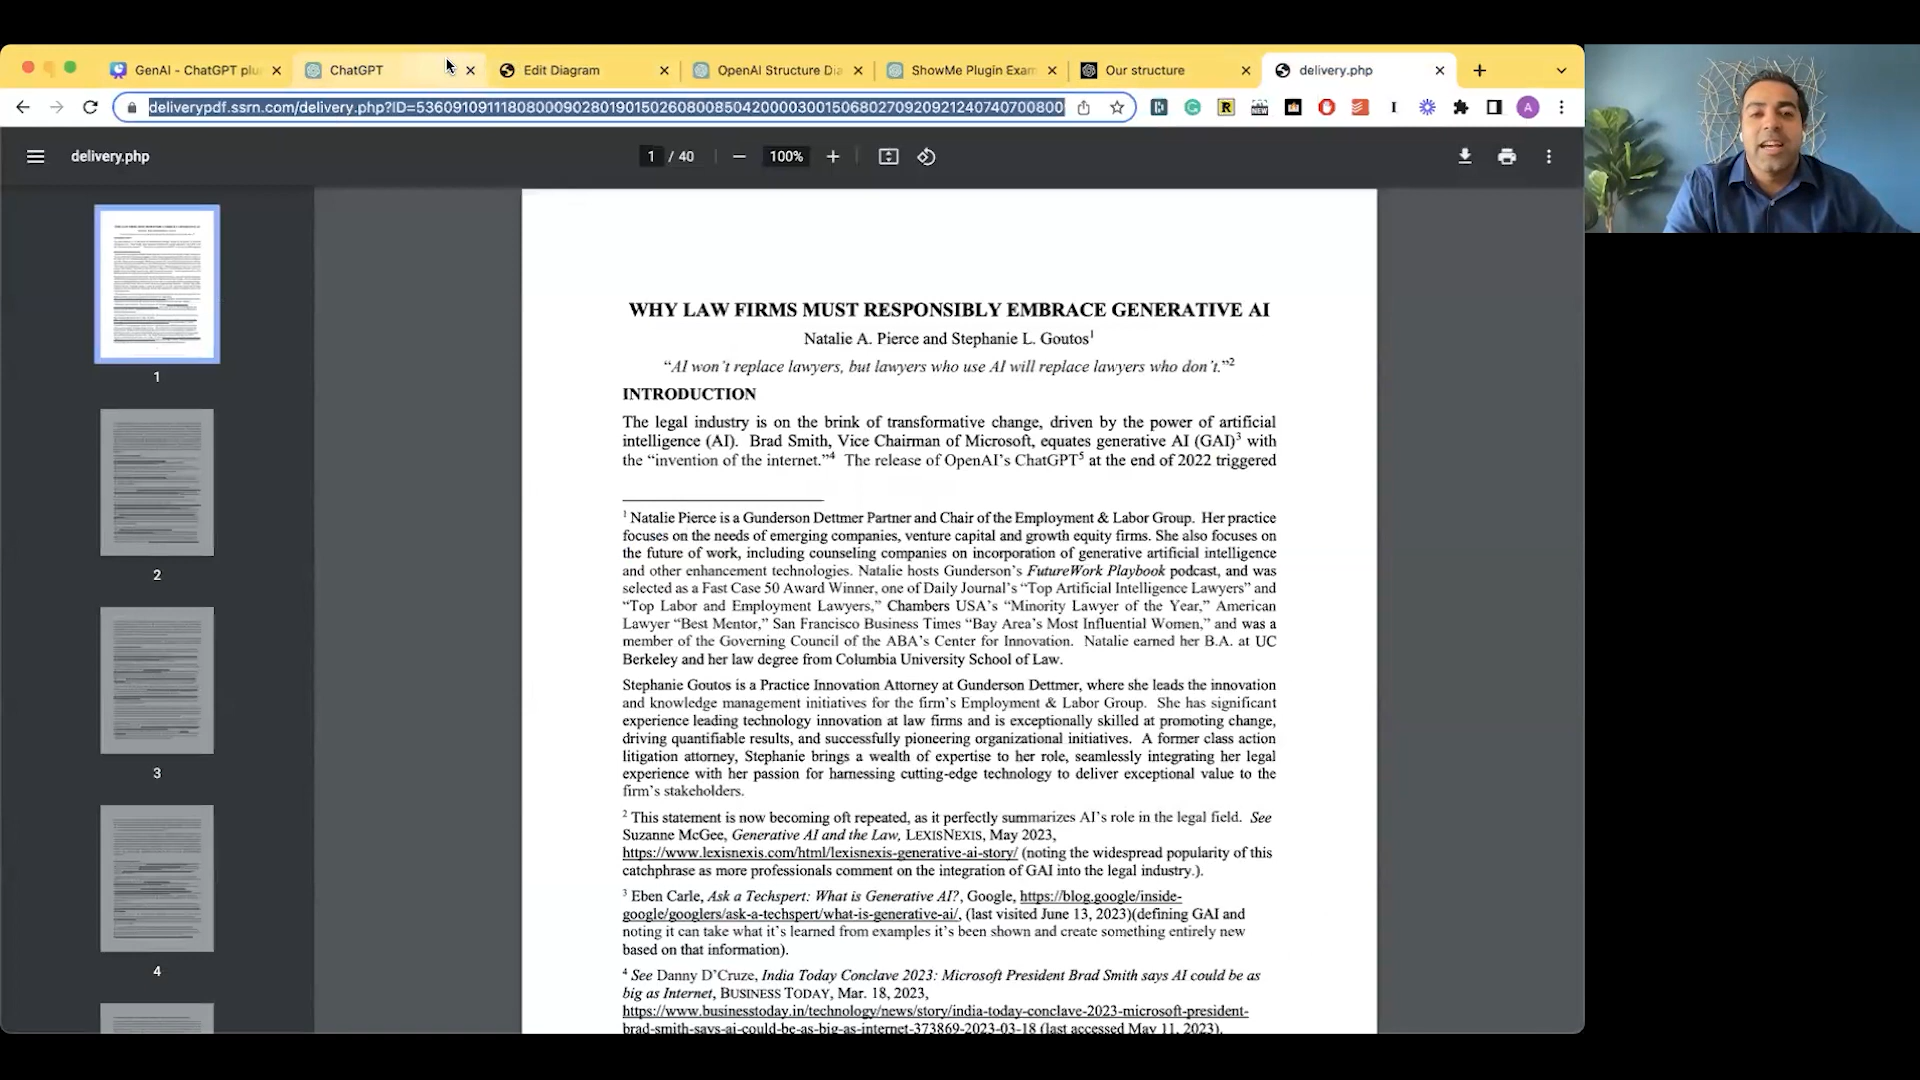 GenAI - ChatGPT plu
ChatGPT
Edit Diagram
OpenAI Structure Dia
ShowMe Plugin Exam
Our structure
delivery.php
deliverypdf.ssrn.com/delivery.php?ID=536091091118080009028019015026080085042000030015068027092092124074070080​0
A
delivery.php
1 / 40
100%
WHY LAW FIRMS MUST RESPONSIBLY EMBRACE GENERATIVE AI
Natalie A. Pierce and Stephanie L. Goutos1
“AI won’t replace lawyers, but lawyers who use AI will replace lawyers who don’t.”2
INTRODUCTION
The legal industry is on the brink of transformative change, driven by the power of artificial
intelligence (AI). Brad Smith, Vice Chairman of Microsoft, equates generative AI (GAI)3 with
the “invention of the internet.”4 The release of OpenAI’s ChatGPT5 at the end of 2022 triggered
1 Natalie Pierce is a Gunderson Dettmer Partner and Chair of the Employment & Labor Group. Her practice
focuses on the needs of emerging companies, venture capital and growth equity firms. She also focuses on
the future of work, including counseling companies on incorporation of generative artificial intelligence
and other enhancement technologies. Natalie hosts Gunderson’s FutureWork Playbook podcast, and was
selected as a Fast Case 50 Award Winner, one of Daily Journal’s “Top Artificial Intelligence Lawyers” and
“Top Labor and Employment Lawyers,” Chambers USA’s “Minority Lawyer of the Year,” American
Lawyer “Best Mentor,” San Francisco Business Times “Bay Area’s Most Influential Women,” and was a
member of the Governing Council of the ABA’s Center for Innovation. Natalie earned her B.A. at UC
Berkeley and her law degree from Columbia University School of Law.
Stephanie Goutos is a Practice Innovation Attorney at Gunderson Dettmer, where she leads the innovation
and knowledge management initiatives for the firm’s Employment & Labor Group. She has significant
experience leading technology innovation at law firms and is exceptionally skilled at promoting change,
driving quantifiable results, and successfully pioneering organizational initiatives. A former class action
litigation attorney, Stephanie brings a wealth of expertise to her role, seamlessly integrating her legal
experience with her passion for harnessing cutting-edge technology to deliver exceptional value to the
firm’s stakeholders.
2 This statement is now becoming oft repeated, as it perfectly summarizes AI’s role in the legal field. See
Suzanne McGee, Generative AI and the Law, LEXISNEXIS, May 2023,
https://www.lexisnexis.com/html/lexisnexis-generative-ai-story/ (noting the widespread popularity of this
catchphrase as more professionals comment on the integration of GAI into the legal industry.).
3 Eben Carle, Ask a Techspert: What is Generative AI?, Google, https://blog.google/inside-
google/googlers/ask-a-techspert/what-is-generative-ai/, (last visited June 13, 2023)(defining GAI and
noting it can take what it’s learned from examples it’s been shown and create something entirely new
based on that information).
4 See Danny D’Cruze, India Today Conclave 2023: Microsoft President Brad Smith says AI could be as
big as Internet, BUSINESS TODAY, Mar. 18, 2023,
https://www.businesstoday.in/technology/news/story/india-today-conclave-2023-microsoft-president-
brad-smith-says-ai-could-be-as-big-as-internet-373869-2023-03-18 (last accessed May 11, 2023).
1
2
3
4